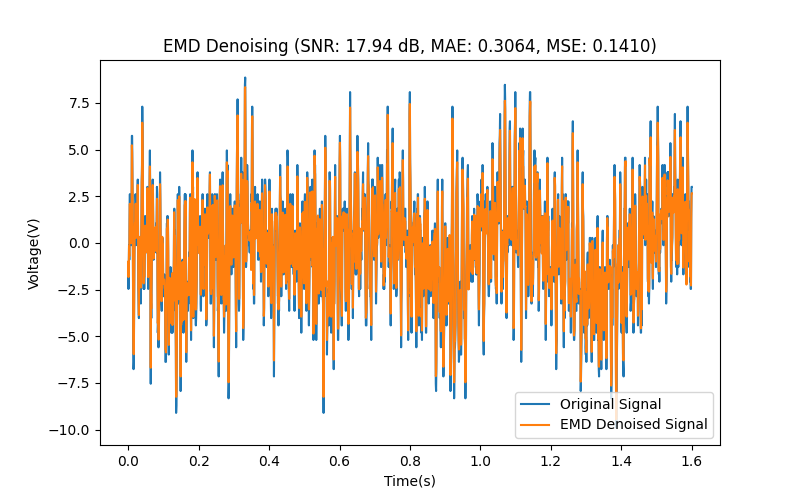 EMD Denoising (SNR: 17.94 dB, MAE: 0.3064, MSE: 0.1410)
7.5
5.0
2.5
0.0
−2.5
−5.0
−7.5
−10.0
Voltage(V)
Original Signal
EMD Denoised Signal
0.0 0.2 0.4 0.6 0.8 1.0 1.2 1.4 1.6
Time(s)